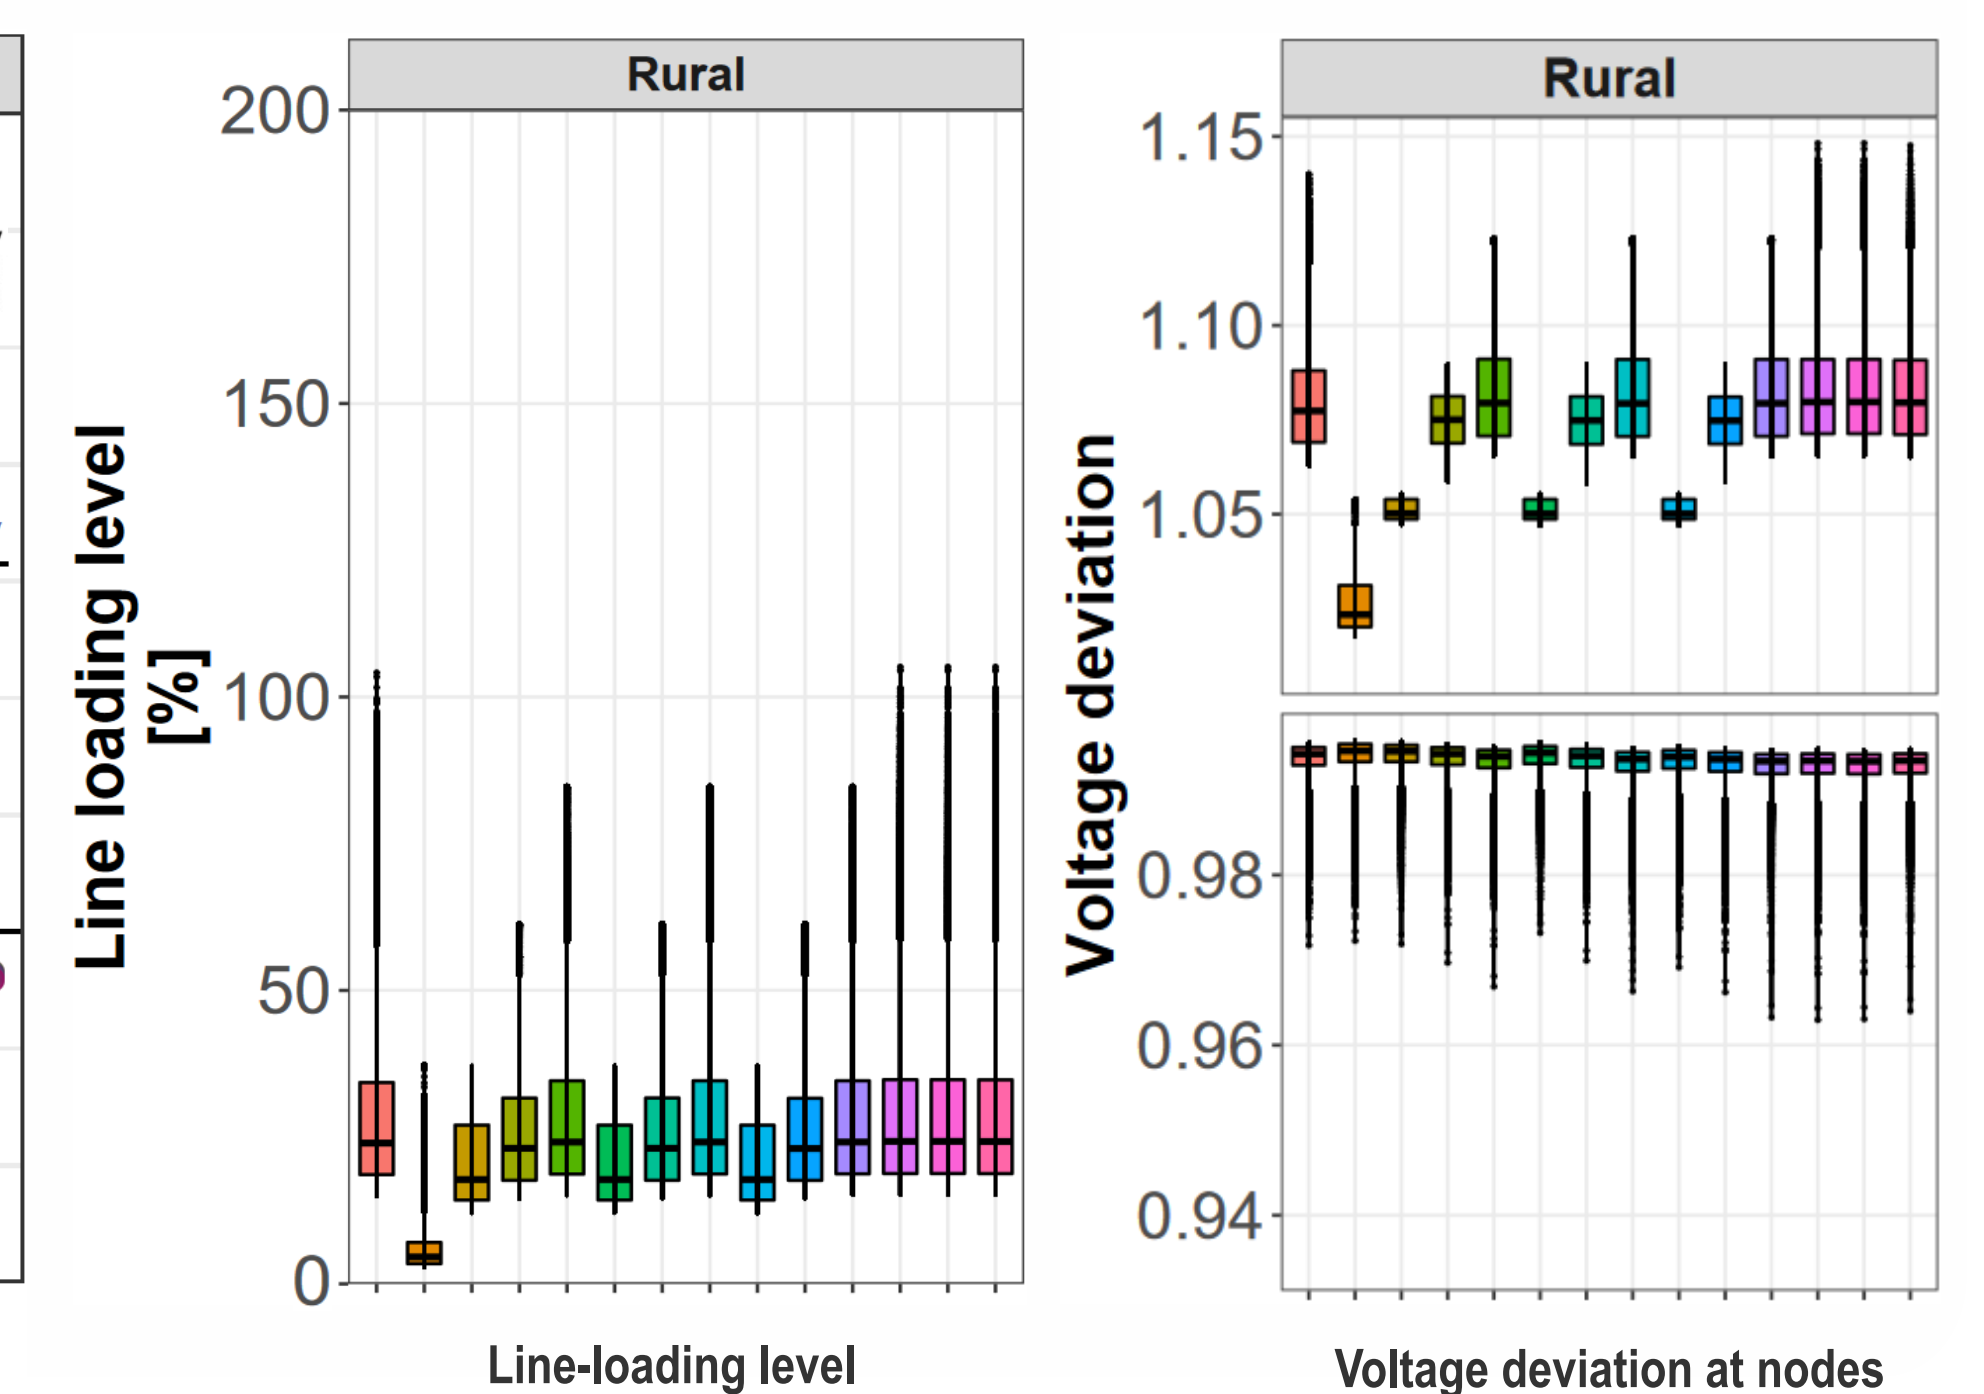 Rural
200
150
100
50
0
Line loading level
[%]
Line-loading level
Rural
1.15
1.10
1.05
0.98
0.96
0.94
Voltage deviation
Voltage deviation at nodes